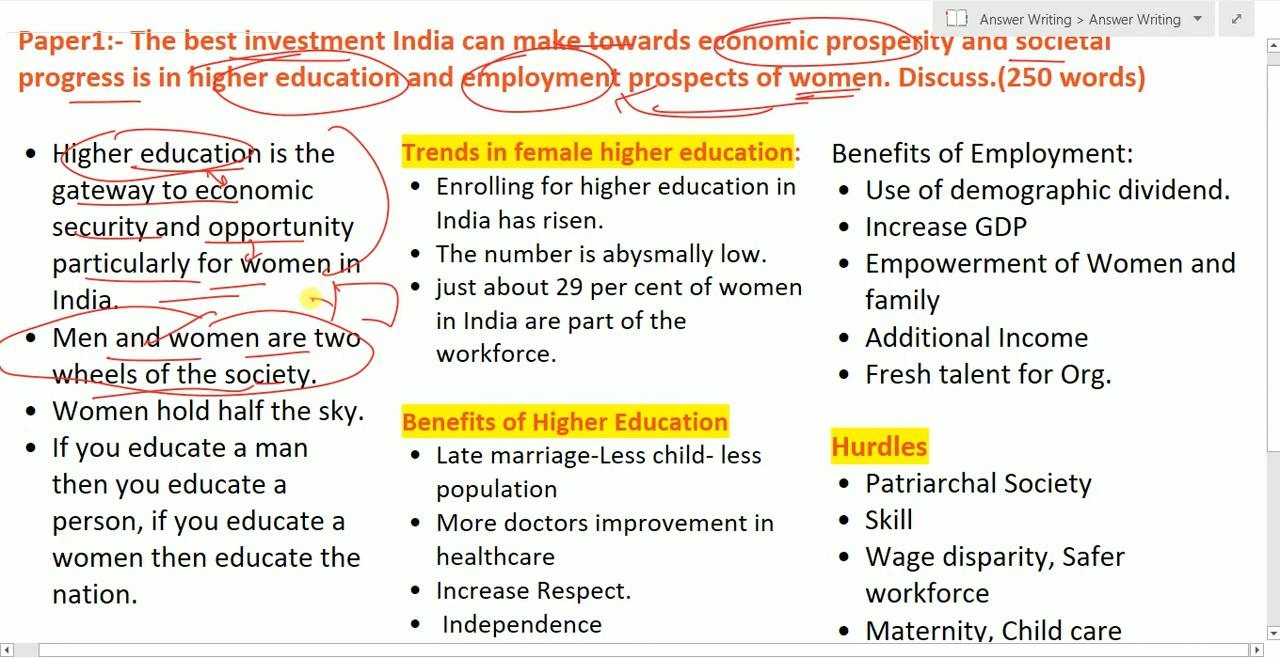 Answer Writing > Answer Writing
Paper1:- The best investment India can make towards economic prosperity and societal
progress is in higher education and employment prospects of women. Discuss.(250 words)
• Higher education is the
gateway to economic
security and opportunity
particularly for women in
India.
• Men and women are two
wheels of the society.
• Women hold half the sky.
• If you educate a man
then you educate a
person, if you educate a
women then educate the
nation.
Trends in female higher education:
• Enrolling for higher education in
India has risen.
• The number is abysmally low.
• just about 29 per cent of women
in India are part of the
workforce.
Benefits of Higher Education
• Late marriage-Less child- less
population
• More doctors improvement in
healthcare
• Increase Respect.
• Independence
Benefits of Employment:
• Use of demographic dividend.
• Increase GDP
• Empowerment of Women and
family
• Additional Income
• Fresh talent for Org.
Hurdles
• Patriarchal Society
• Skill
• Wage disparity, Safer
workforce
• Maternity, Child care